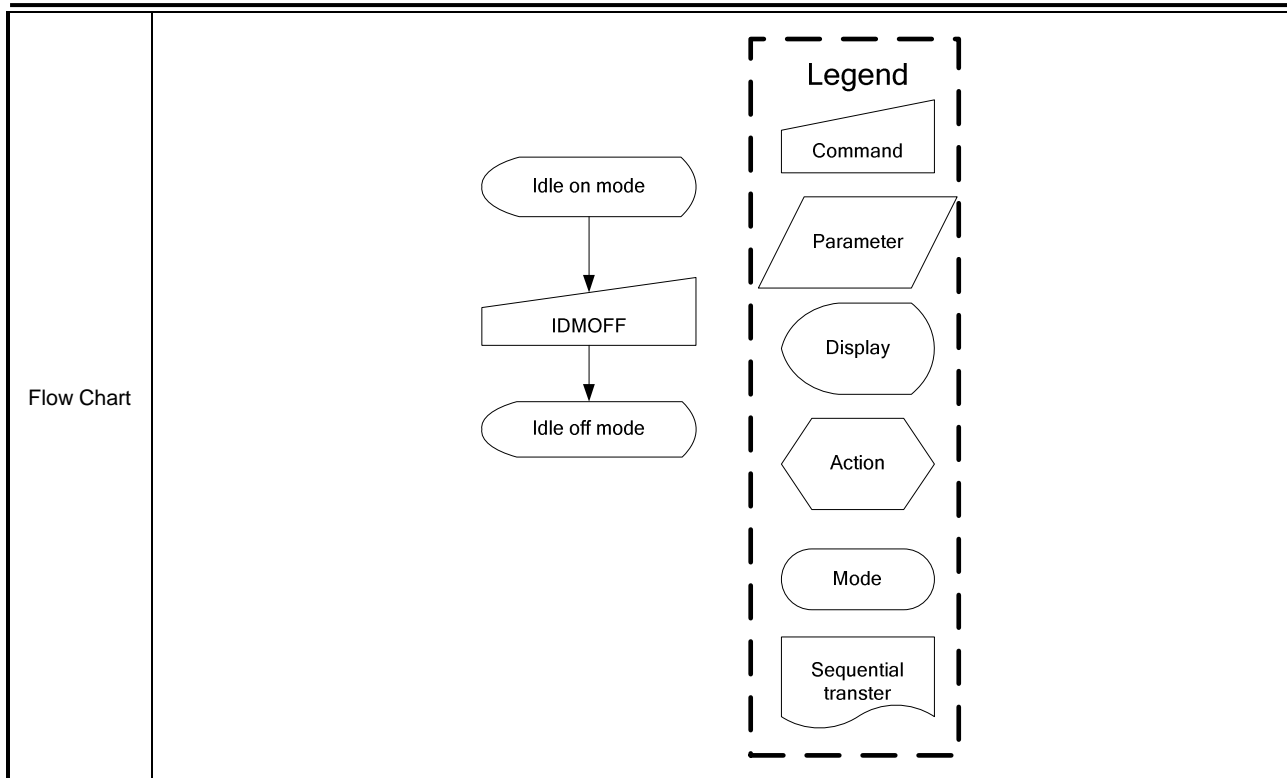 Flow Chart
Idle on mode
IDMOFF
Idle off mode
Legend
Command
Parameter
Display
Action
Mode
Sequential
transter